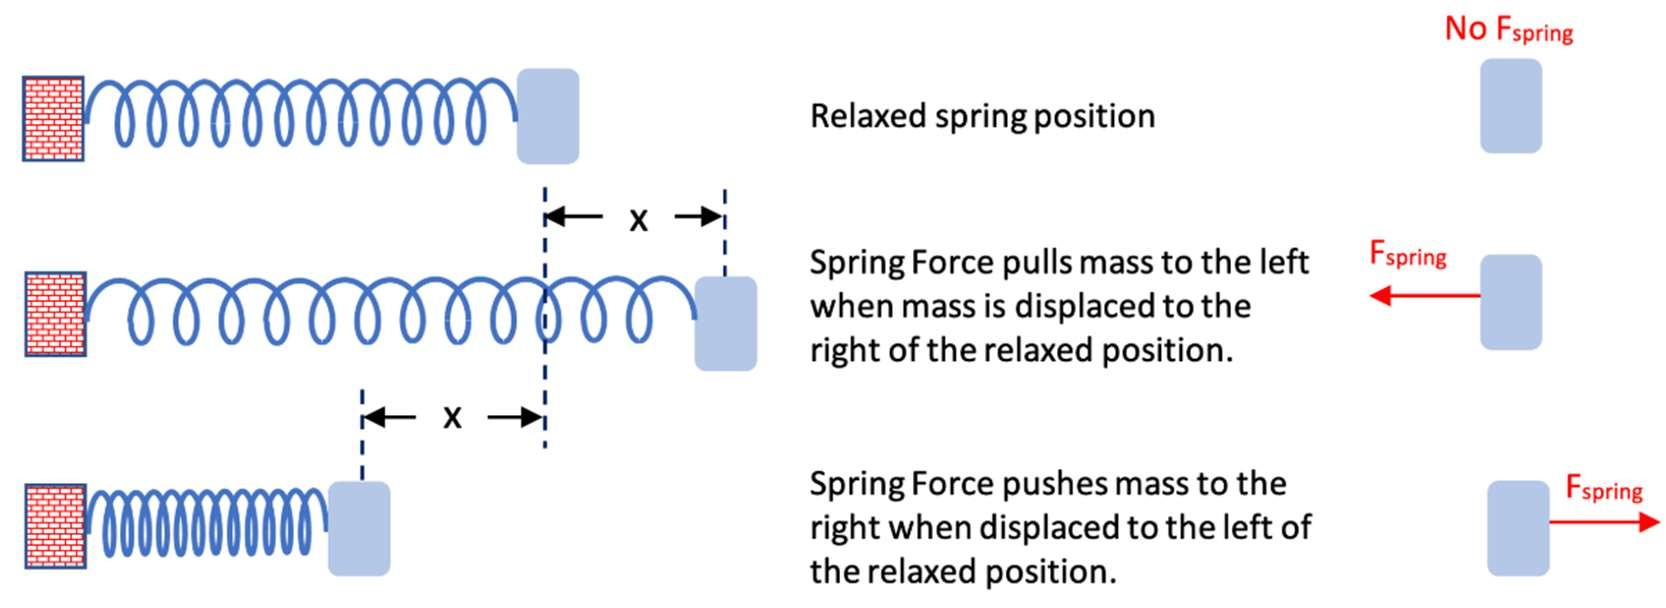 No Fspring
Relaxed spring position
x
Spring Force pulls mass to the left
when mass is displaced to the
right of the relaxed position.
Fspring
x
Spring Force pushes mass to the
right when displaced to the left of
the relaxed position.
Fspring